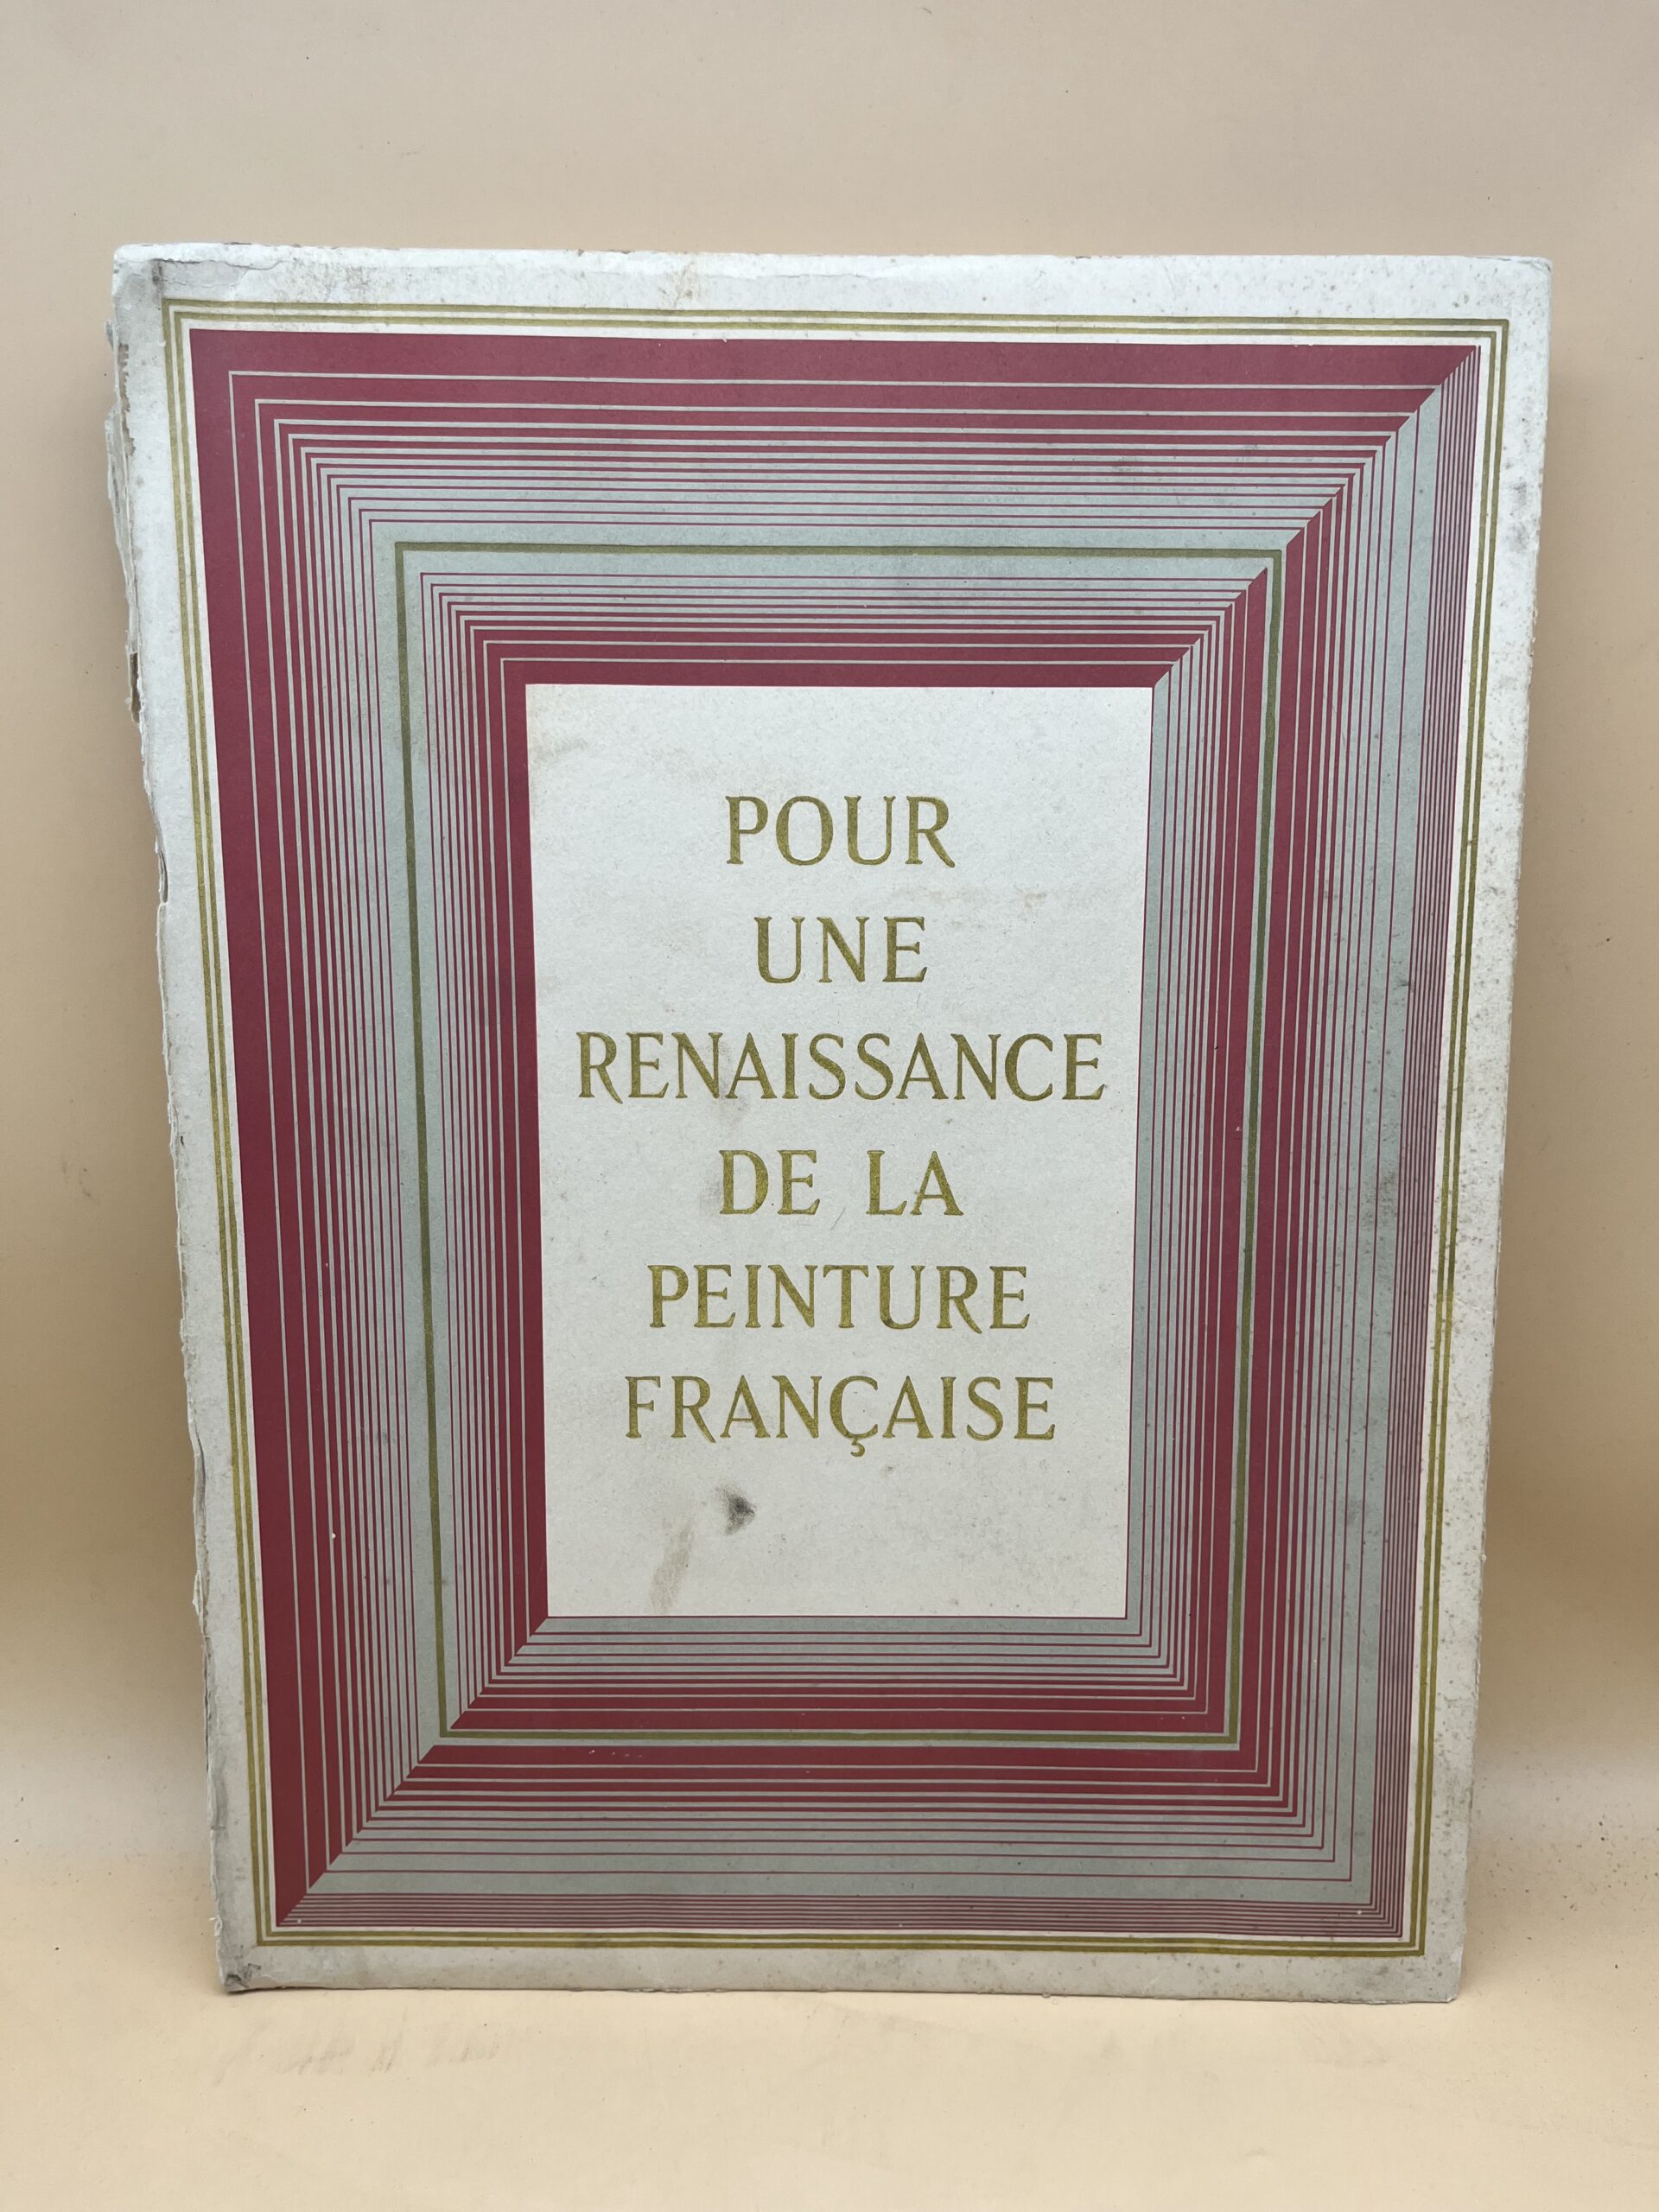 POUR
UNE
RENAISSANCE
DE LA
PEINTURE
FRANÇAISE